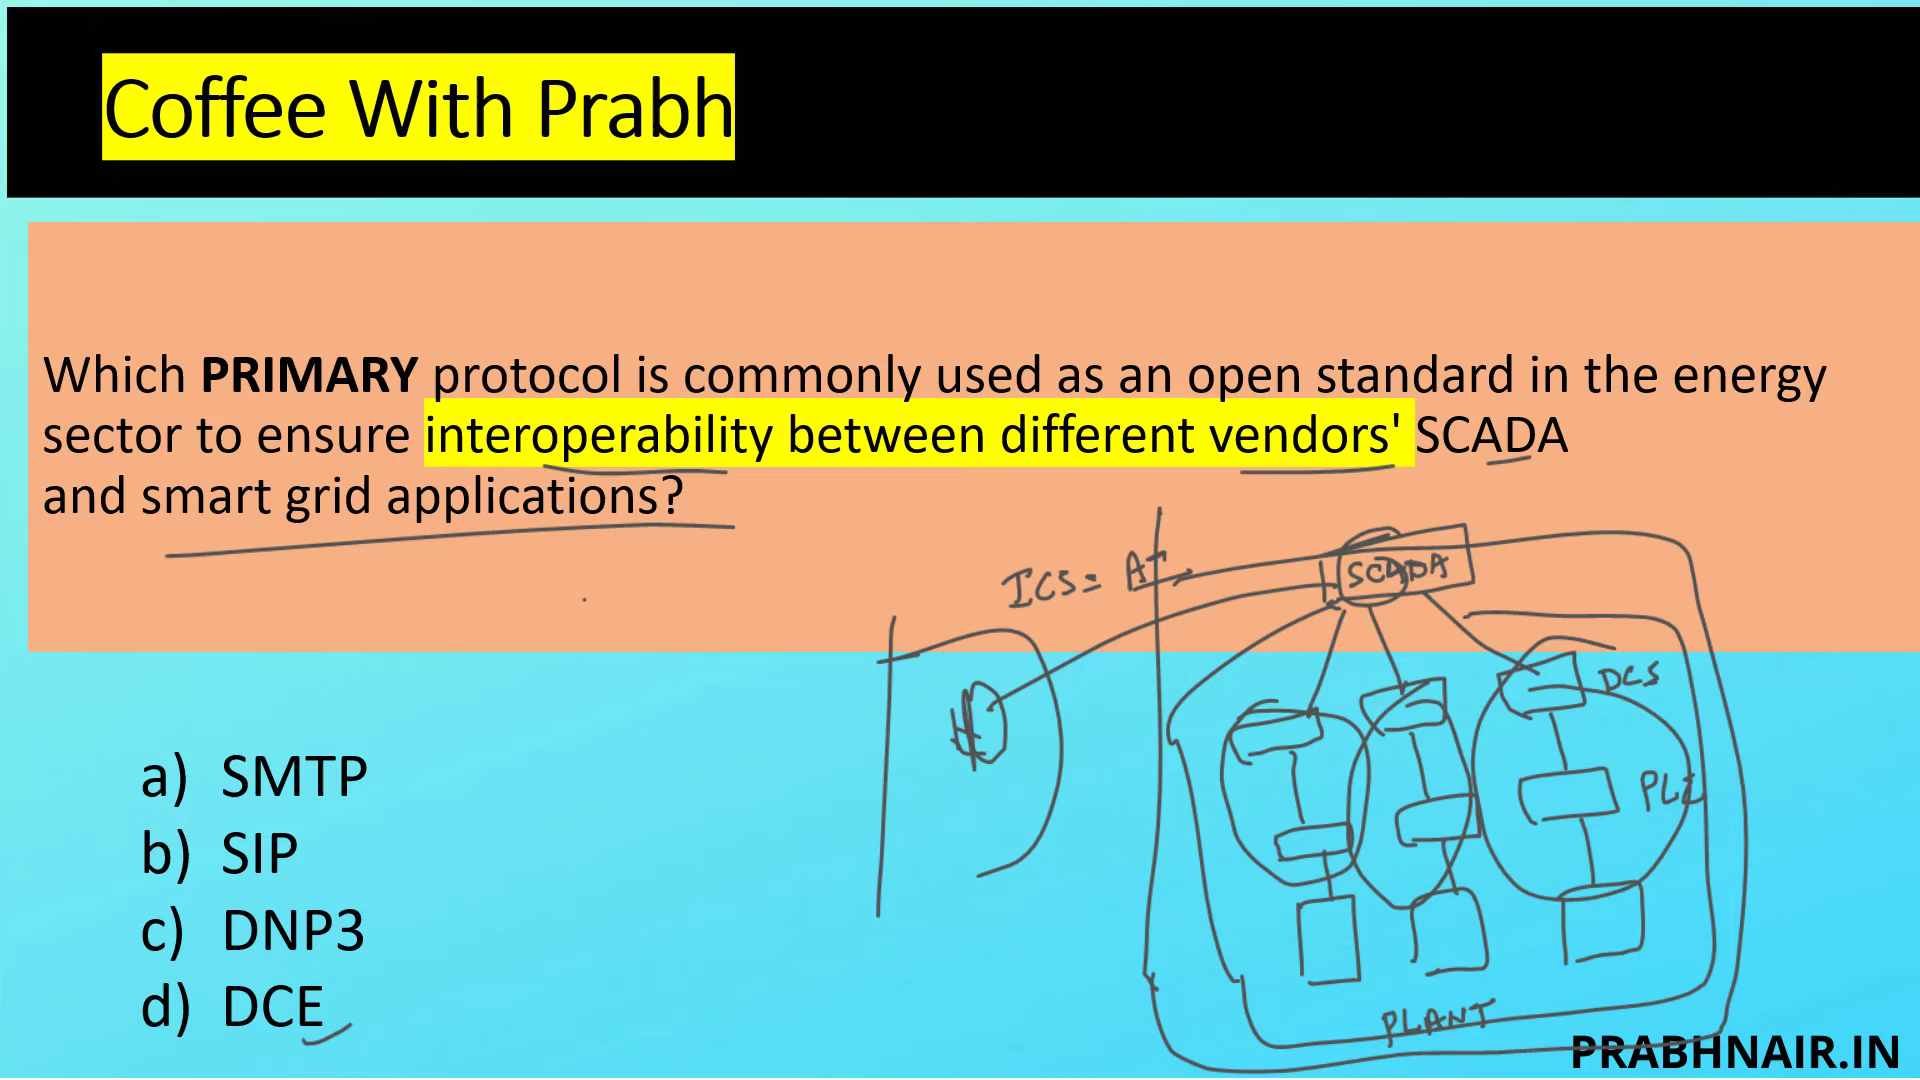 Coffee With Prabh
Which PRIMARY protocol is commonly used as an open standard in the energy
sector to ensure interoperability between different vendors' SCADA
and smart grid applications?
ICS=
SCADA
DCS
PLC
PLANT
a) SMTP
b) SIP
c) DNP3
d) DCE
PRABHNAIR.IN